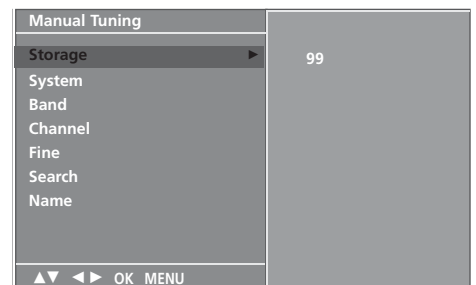 Manual Tuning
Storage ► 99
System
Band
Channel
Fine
Search
Name
▲▼ ◄► OK MENU